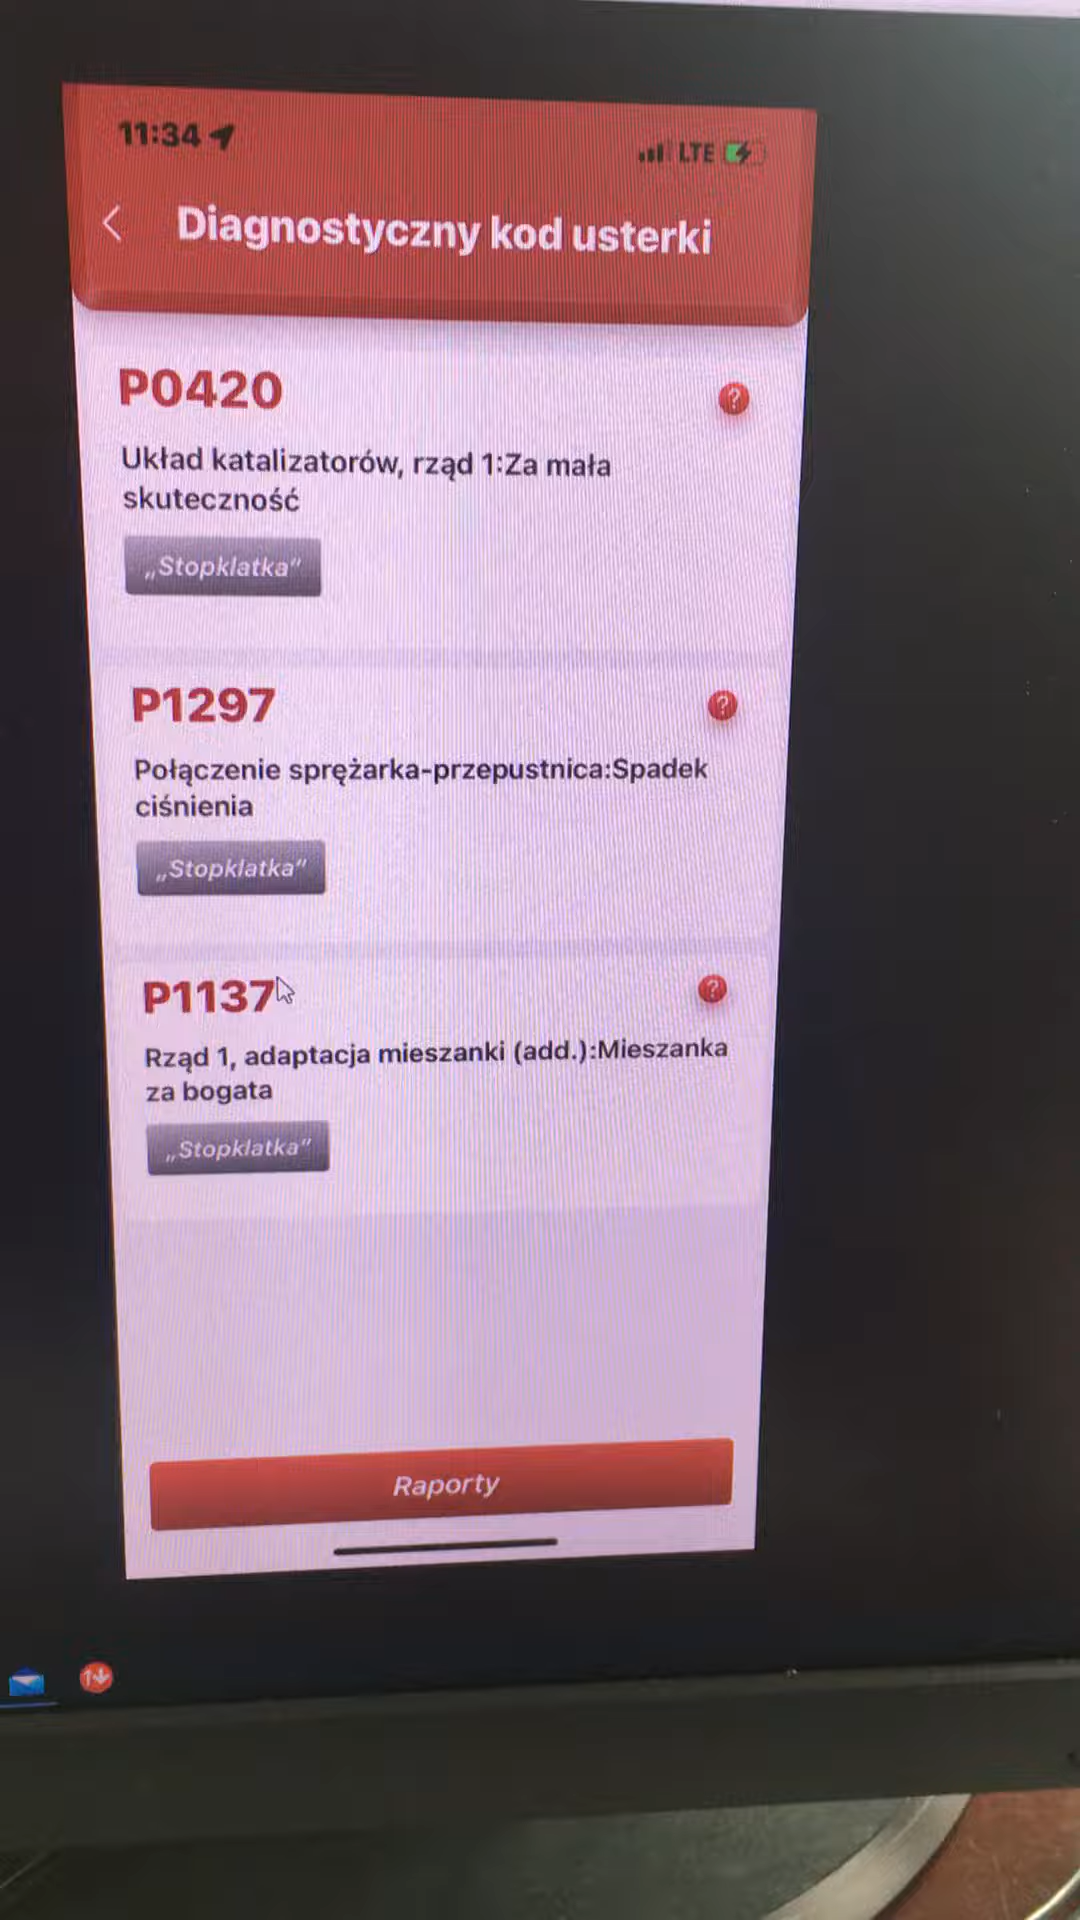 11:34
LTE
Diagnostyczny kod usterki
P0420
?
Układ katalizatorów, rząd 1:Za mała
skuteczność
„Stopklatka”
P1297
?
Połączenie sprężarka-przepustnica:Spadek
ciśnienia
„Stopklatka”
P1137
?
Rząd 1, adaptacja mieszanki (add.):Mieszanka
za bogata
„Stopklatka”
Raporty
1